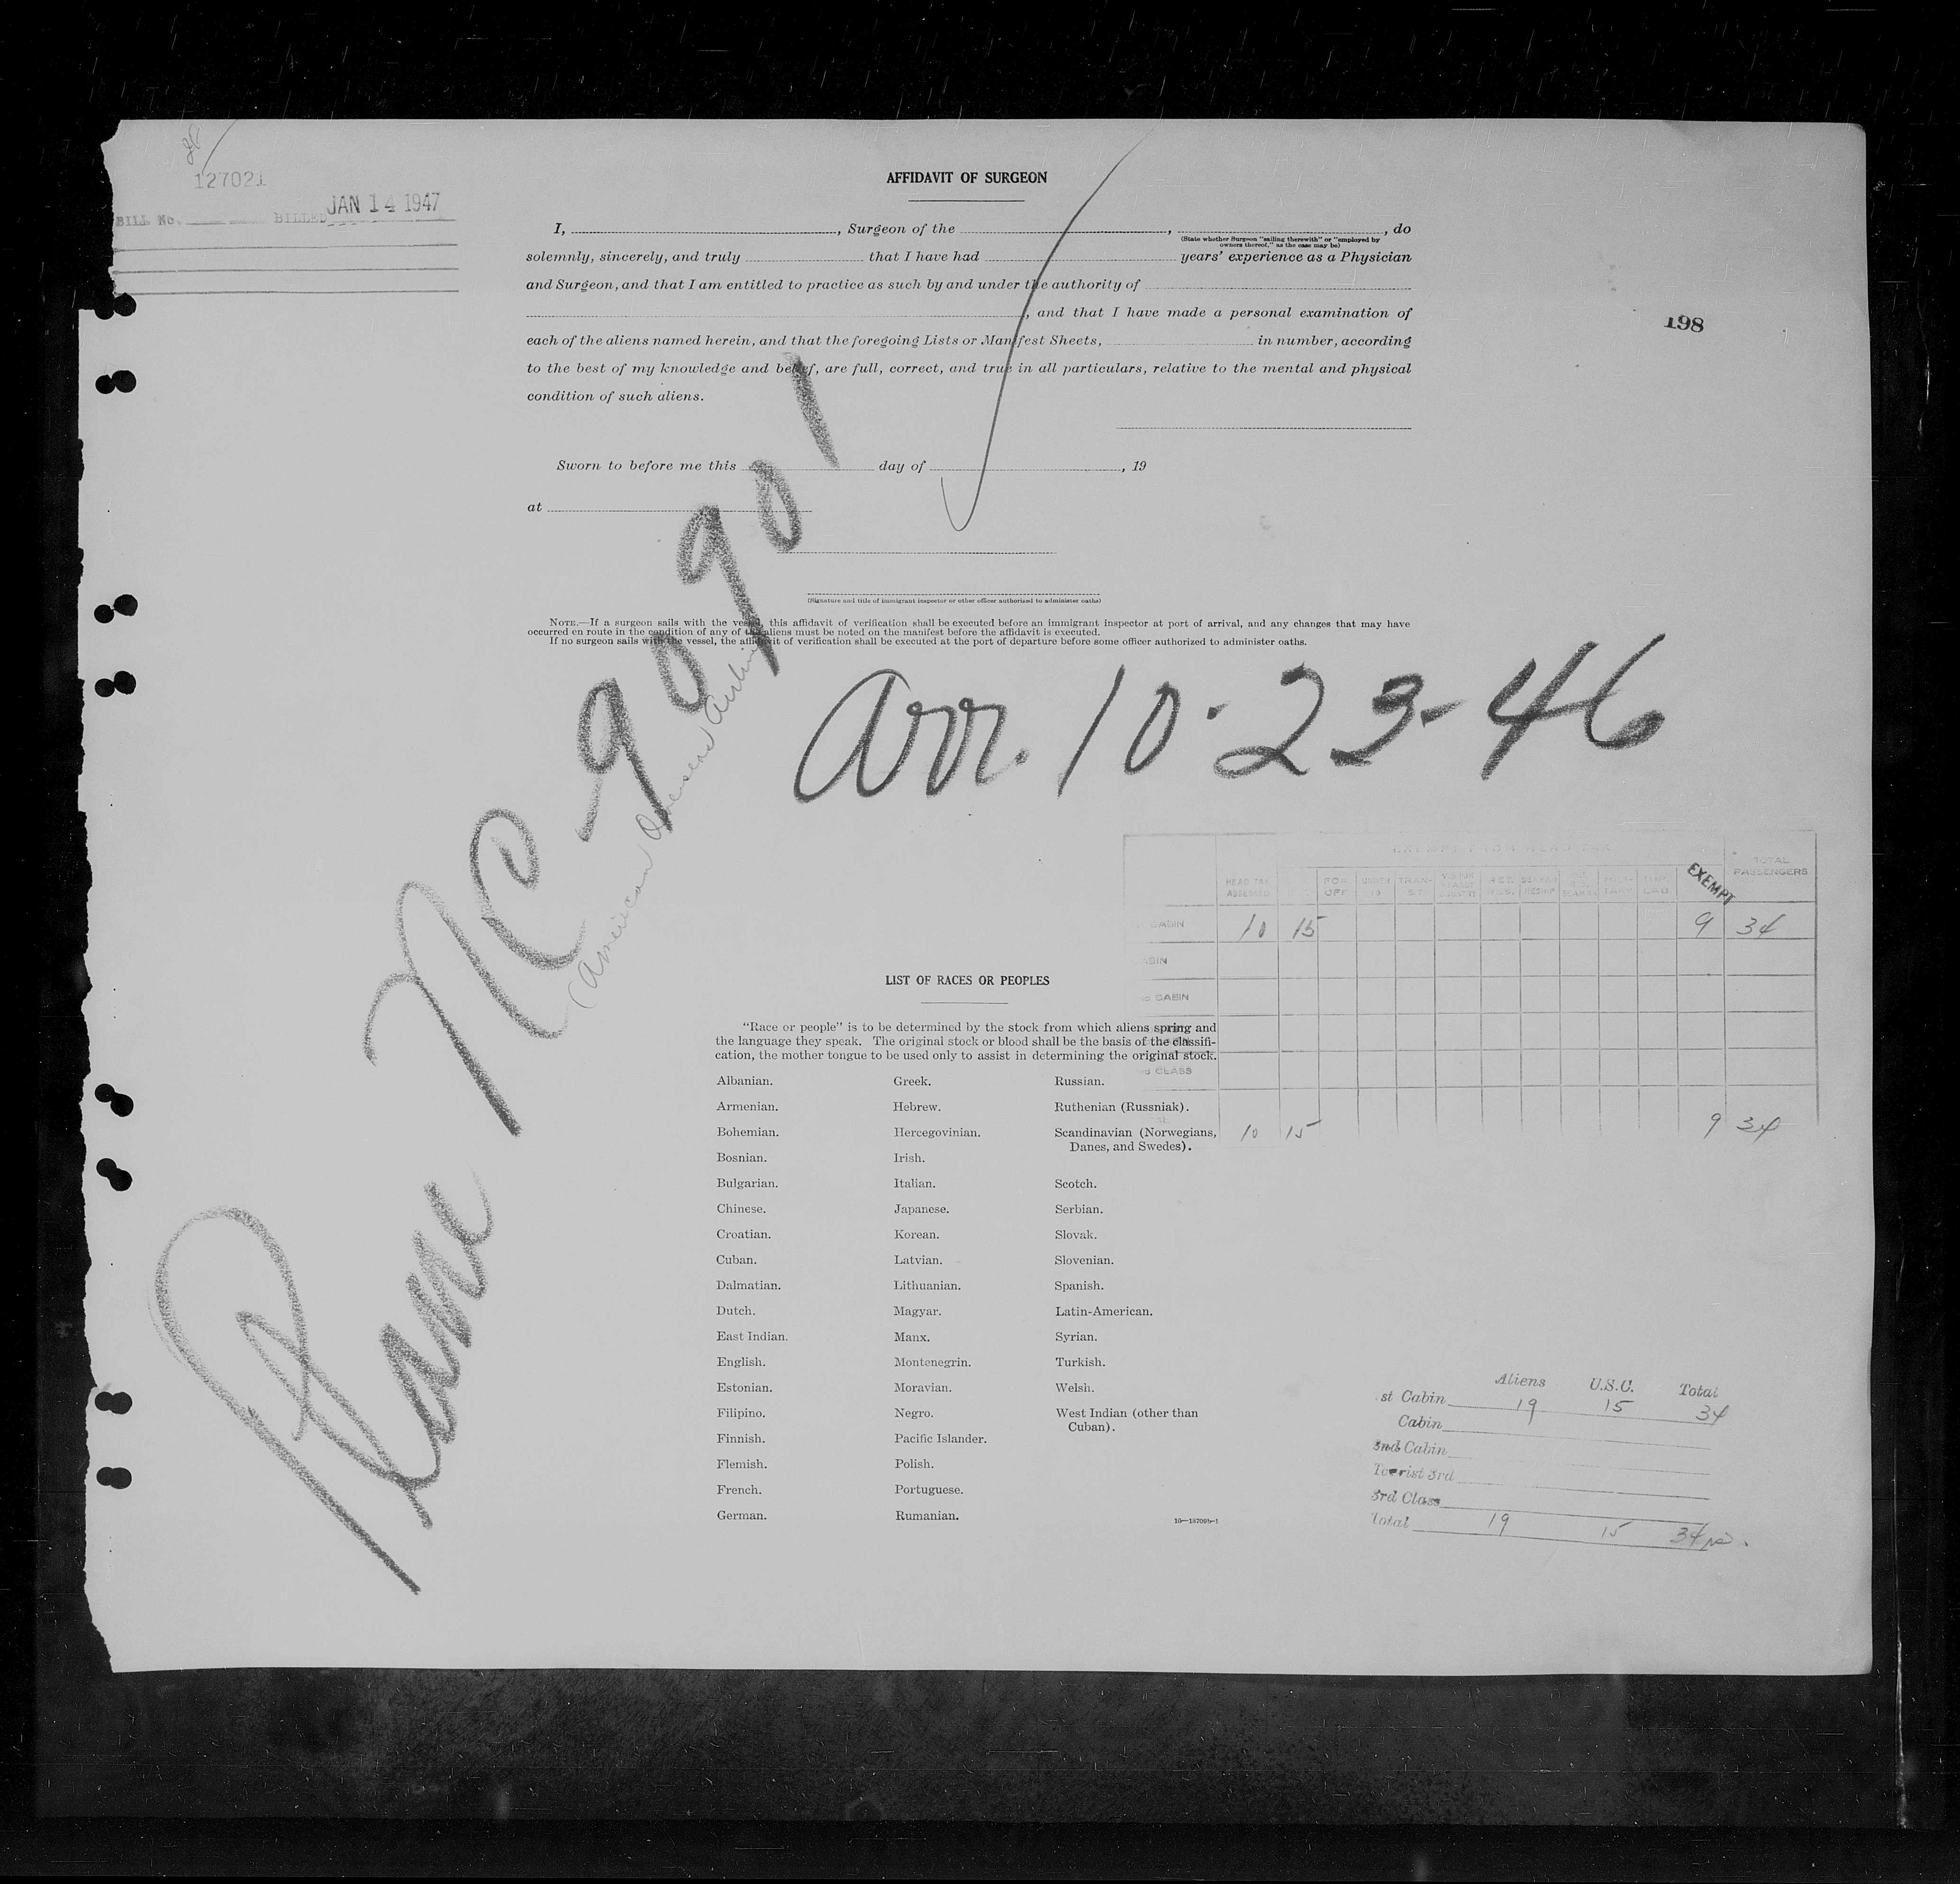 127021
BILL No. BILLED JAN 14 1947
AFFIDAVIT OF SURGEON
I, , Surgeon of the , , do
(State whether Surgeon "sailing therewith" or "employed by
owners thereof," as the case may be)
solemnly, sincerely, and truly that I have had years' experience as a Physician
and Surgeon, and that I am entitled to practice as such by and under the authority of
, and that I have made a personal examination of
each of the aliens named herein, and that the foregoing Lists or Manifest Sheets, in number, according
to the best of my knowledge and belief, are full, correct, and true in all particulars, relative to the mental and physical
condition of such aliens.
198
Sworn to before me this day of , 19
at
(Signature and title of immigrant inspector or other officer authorized to administer oaths)
NOTE.—If a surgeon sails with the vessel, this affidavit of verification shall be executed before an immigrant inspector at port of arrival, and any changes that may have
occurred en route in the condition of any of the aliens must be noted on the manifest before the affidavit is executed.
If no surgeon sails with the vessel, the affidavit of verification shall be executed at the port of departure before some officer authorized to administer oaths.
Plane NC-90901
(American Overseas Airlines
Arr. 10-23-46
HEAD TAX ASSESSED FOR OFF UNDER 16 TRANSIT EXEMPT TOTAL PASSENGERS
CABIN 10 15 9 34
CABIN
CLASS
10 15 9 34
LIST OF RACES OR PEOPLES
"Race or people" is to be determined by the stock from which aliens spring and
the language they speak. The original stock or blood shall be the basis of the classifi-
cation, the mother tongue to be used only to assist in determining the original stock.
Albanian. Greek. Russian.
Armenian. Hebrew. Ruthenian (Russniak).
Bohemian. Hercegovinian. Scandinavian (Norwegians,
Danes, and Swedes).
Bosnian. Irish.
Bulgarian. Italian. Scotch.
Chinese. Japanese. Serbian.
Croatian. Korean. Slovak.
Cuban. Latvian. Slovenian.
Dalmatian. Lithuanian. Spanish.
Dutch. Magyar. Latin-American.
East Indian. Manx. Syrian.
English. Montenegrin. Turkish.
Estonian. Moravian. Welsh.
Filipino. Negro. West Indian (other than
Cuban).
Finnish. Pacific Islander.
Flemish. Polish.
French. Portuguese.
German. Rumanian.
16—18709b-1
Aliens U.S.C. Total
st Cabin 19 15 34
Cabin
2nd Cabin
Tourist 3rd
3rd Class
Total 19 15 34